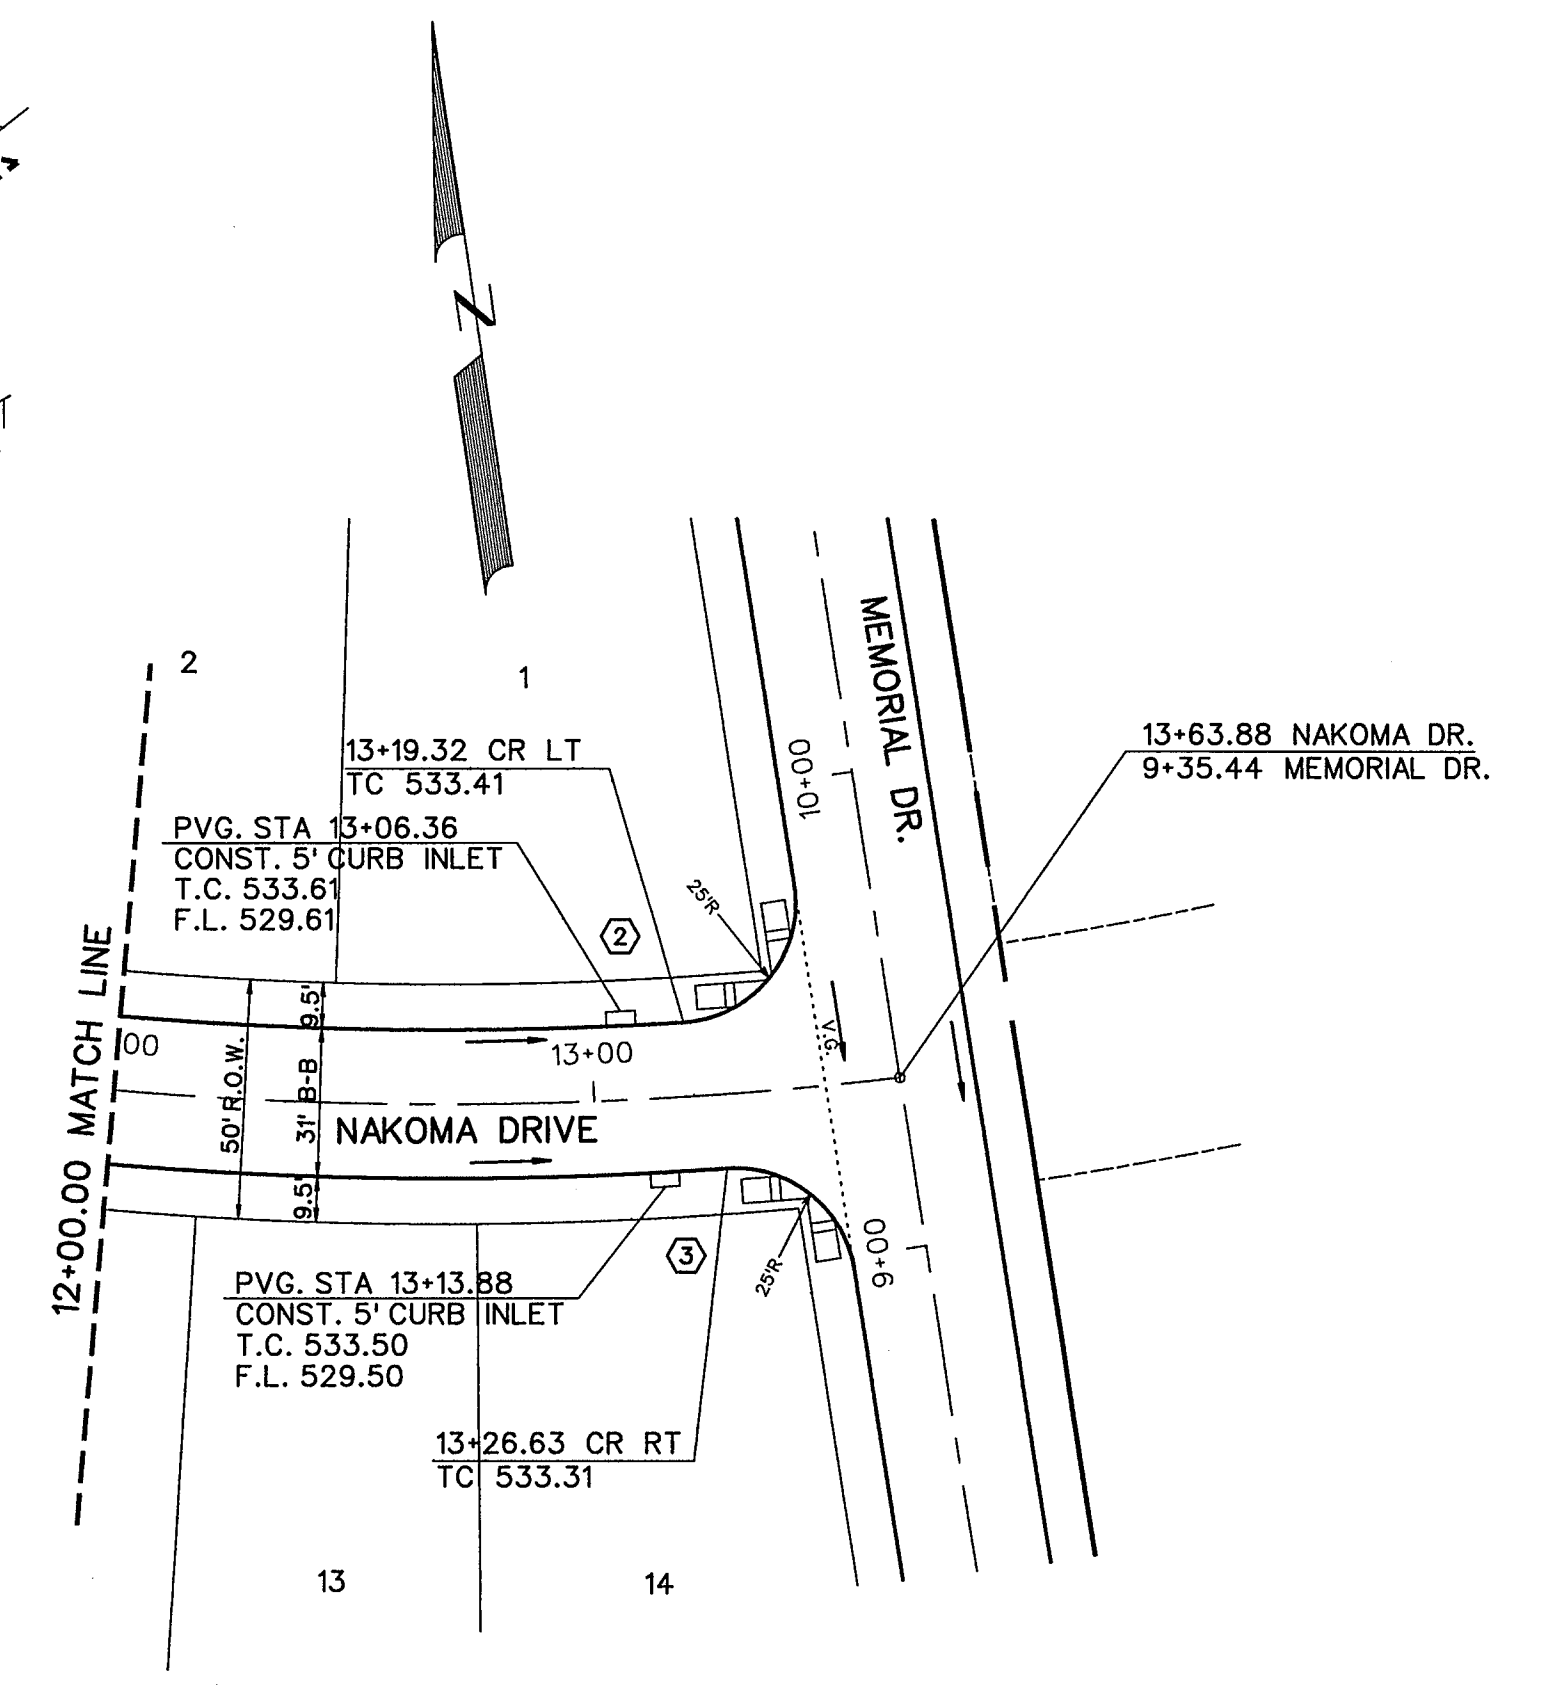 N
2
1
13+19.32 CR LT
TC 533.41
PVG. STA 13+06.36
CONST. 5' CURB INLET
T.C. 533.61
F.L. 529.61
2
25'R
10+00
MEMORIAL DR.
13+63.88 NAKOMA DR.
9+35.44 MEMORIAL DR.
12+00.00 MATCH LINE
00
50' R.O.W.
9.5'
31' B-B
9.5'
13+00
V.G.
NAKOMA DRIVE
3
25'R
9+00
PVG. STA 13+13.88
CONST. 5' CURB INLET
T.C. 533.50
F.L. 529.50
13+26.63 CR RT
TC 533.31
13
14